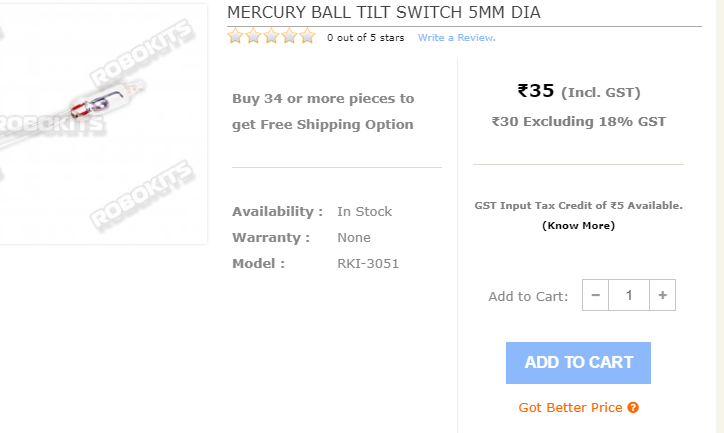 MERCURY BALL TILT SWITCH 5MM DIA
0 out of 5 stars Write a Review.
ROBOKITS
ROBOKITS
ROBOKITS
Buy 34 or more pieces to
get Free Shipping Option
Availability : In Stock
Warranty : None
Model : RKI-3051
₹35 (Incl. GST)
₹30 Excluding 18% GST
GST Input Tax Credit of ₹5 Available.
(Know More)
Add to Cart: − 1 +
ADD TO CART
Got Better Price ?